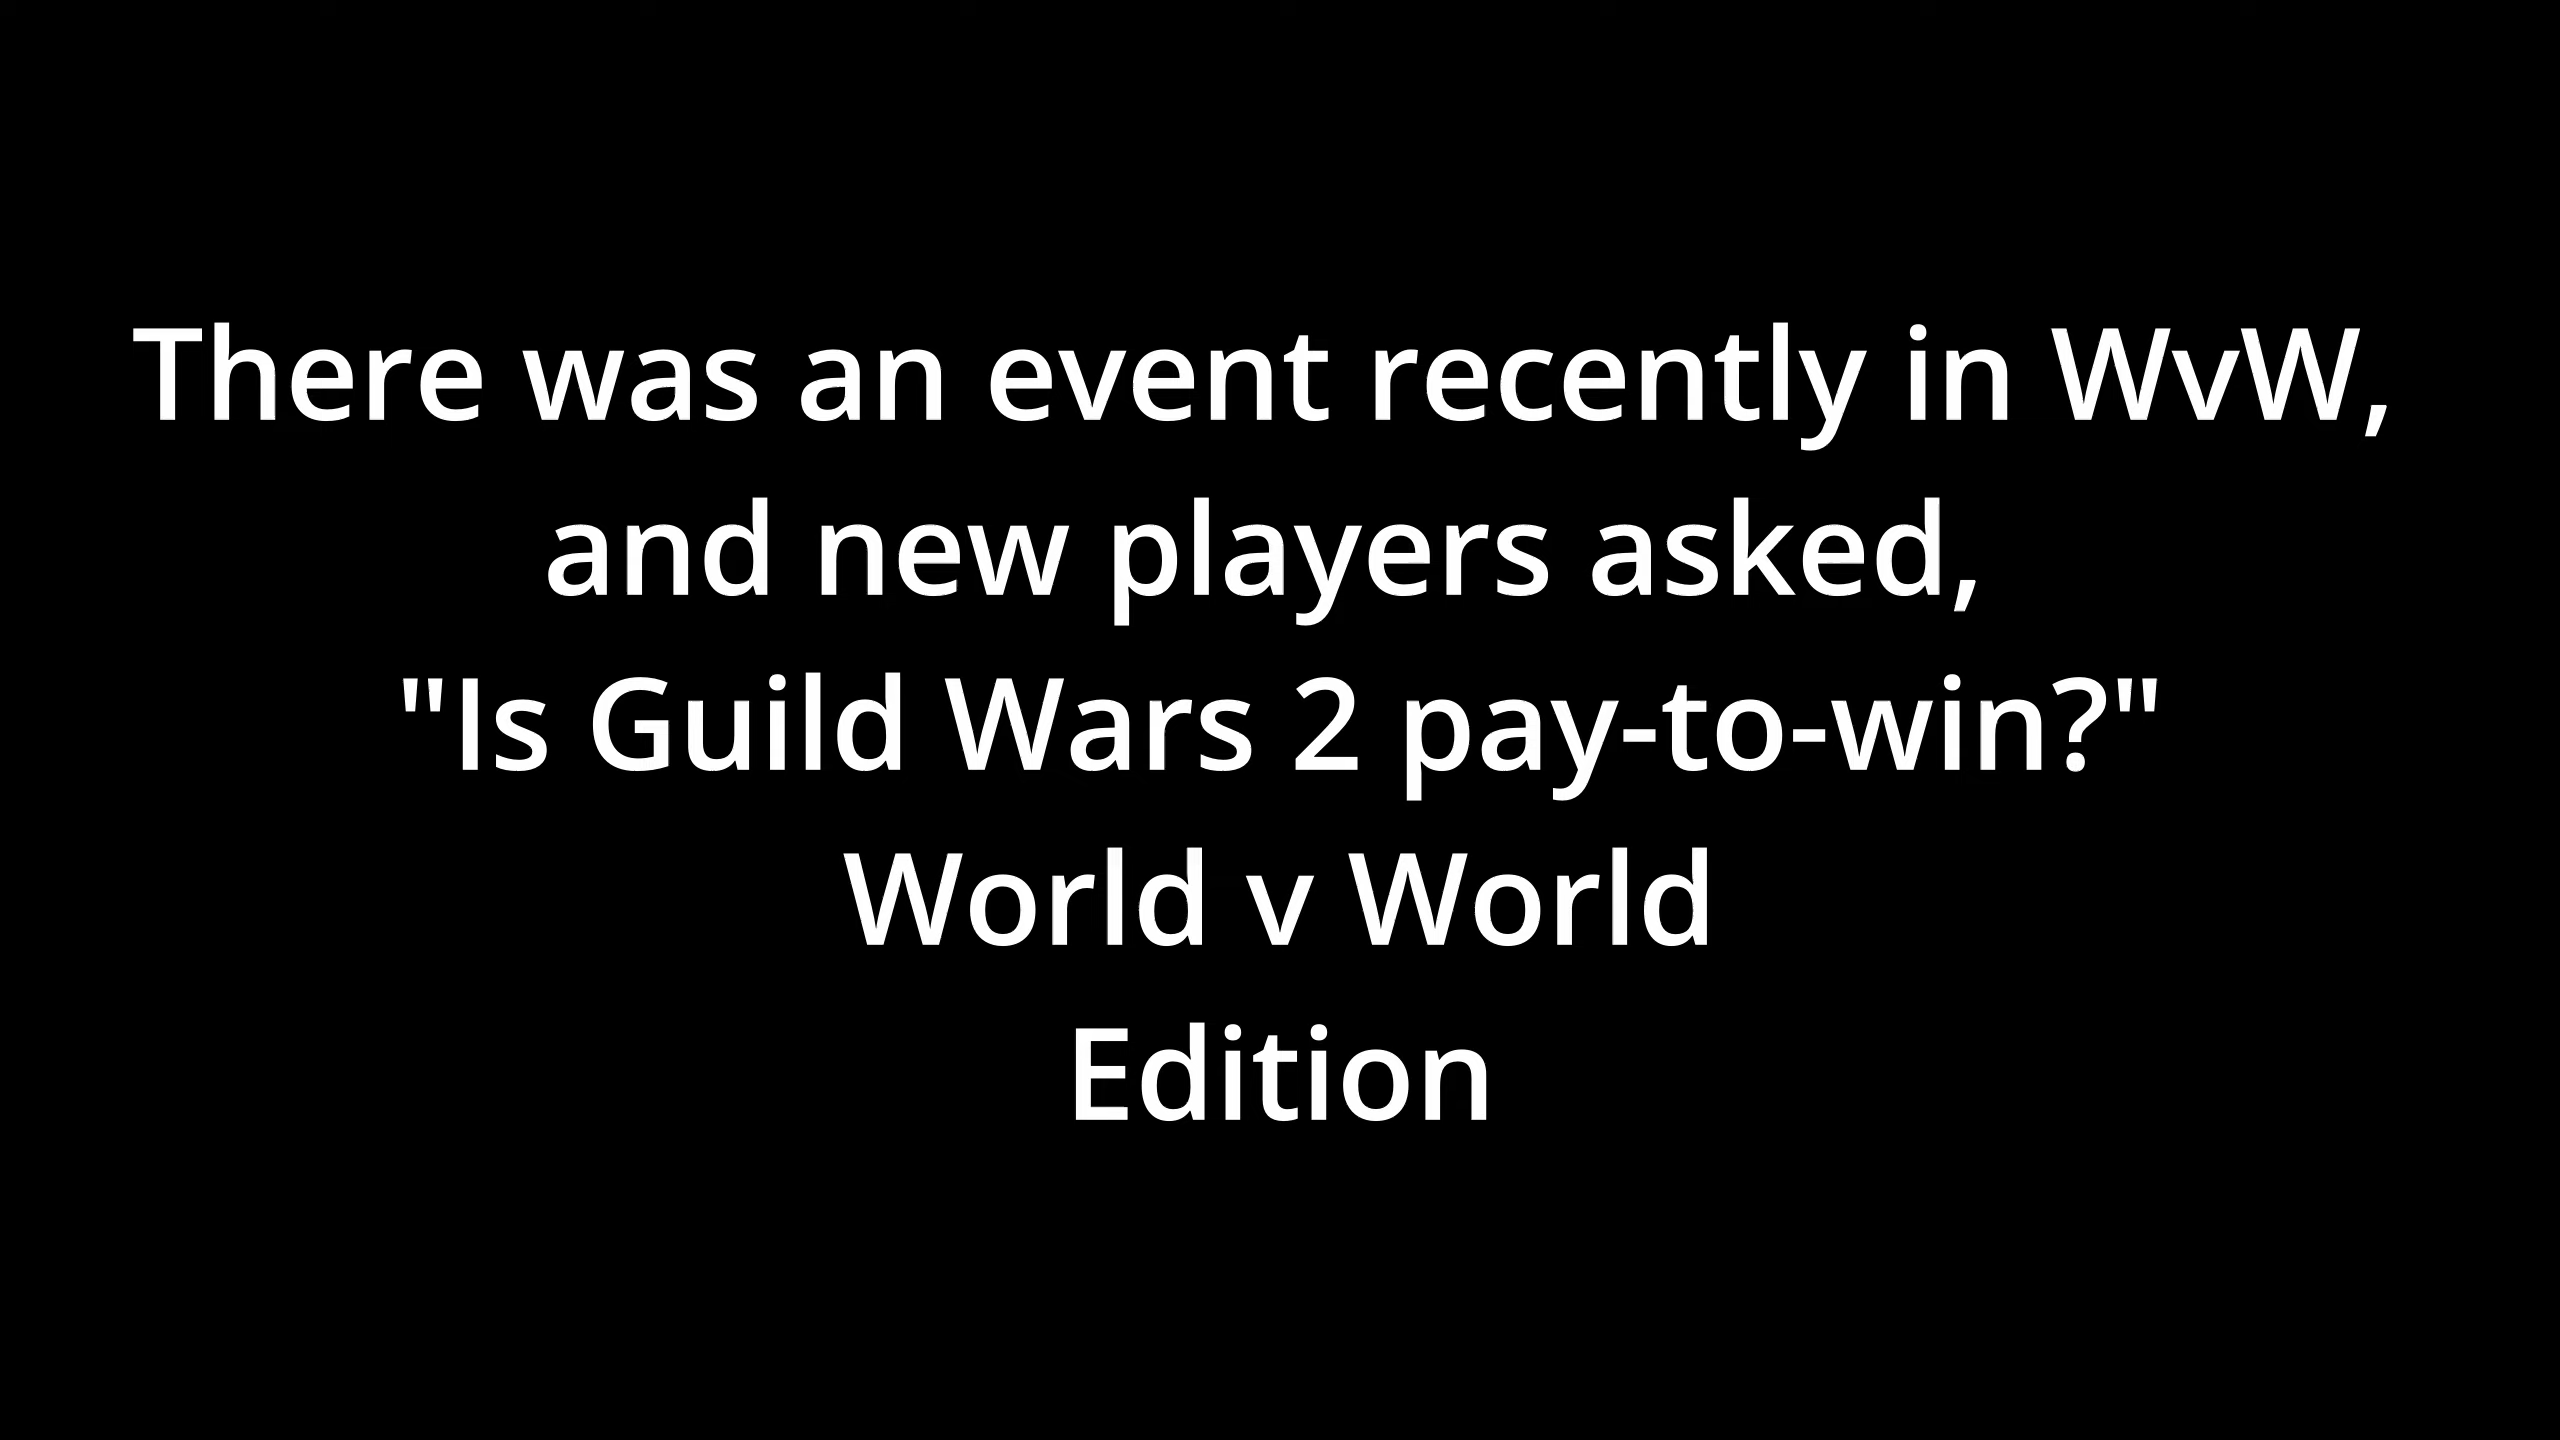 There was an event recently in WvW,
and new players asked,
"Is Guild Wars 2 pay-to-win?"
World v World
Edition